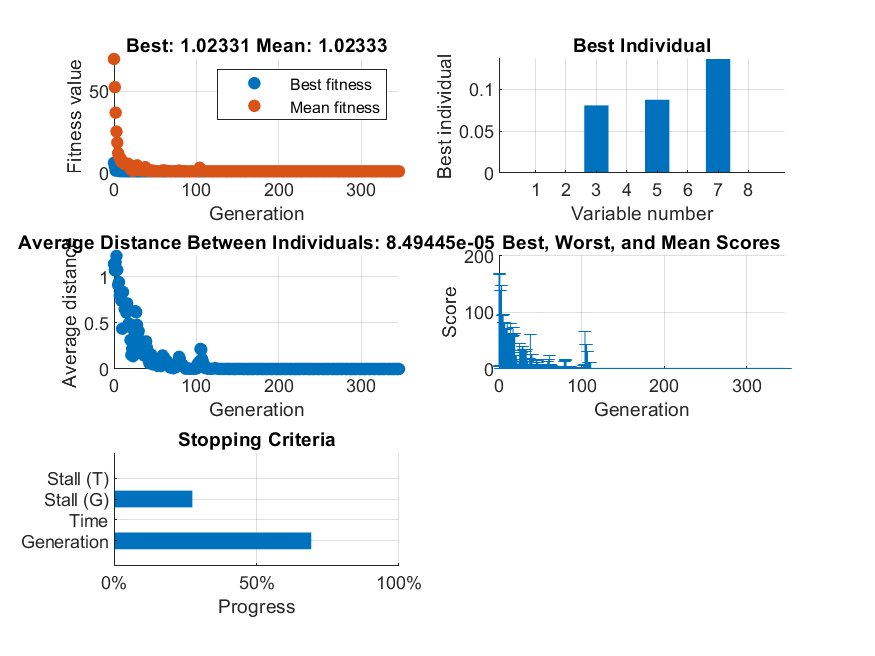 Best: 1.02331 Mean: 1.02333
Fitness value
50
0
Best fitness
Mean fitness
0 100 200 300
Generation
Best Individual
Best individual
0.1
0.05
0
1 2 3 4 5 6 7 8
Variable number
Average Distance Between Individuals: 8.49445e-05
Average distance
1
0.5
0
0 100 200 300
Generation
Best, Worst, and Mean Scores
Score
200
100
0
0 100 200 300
Generation
Stopping Criteria
Stall (T)
Stall (G)
Time
Generation
0% 50% 100%
Progress